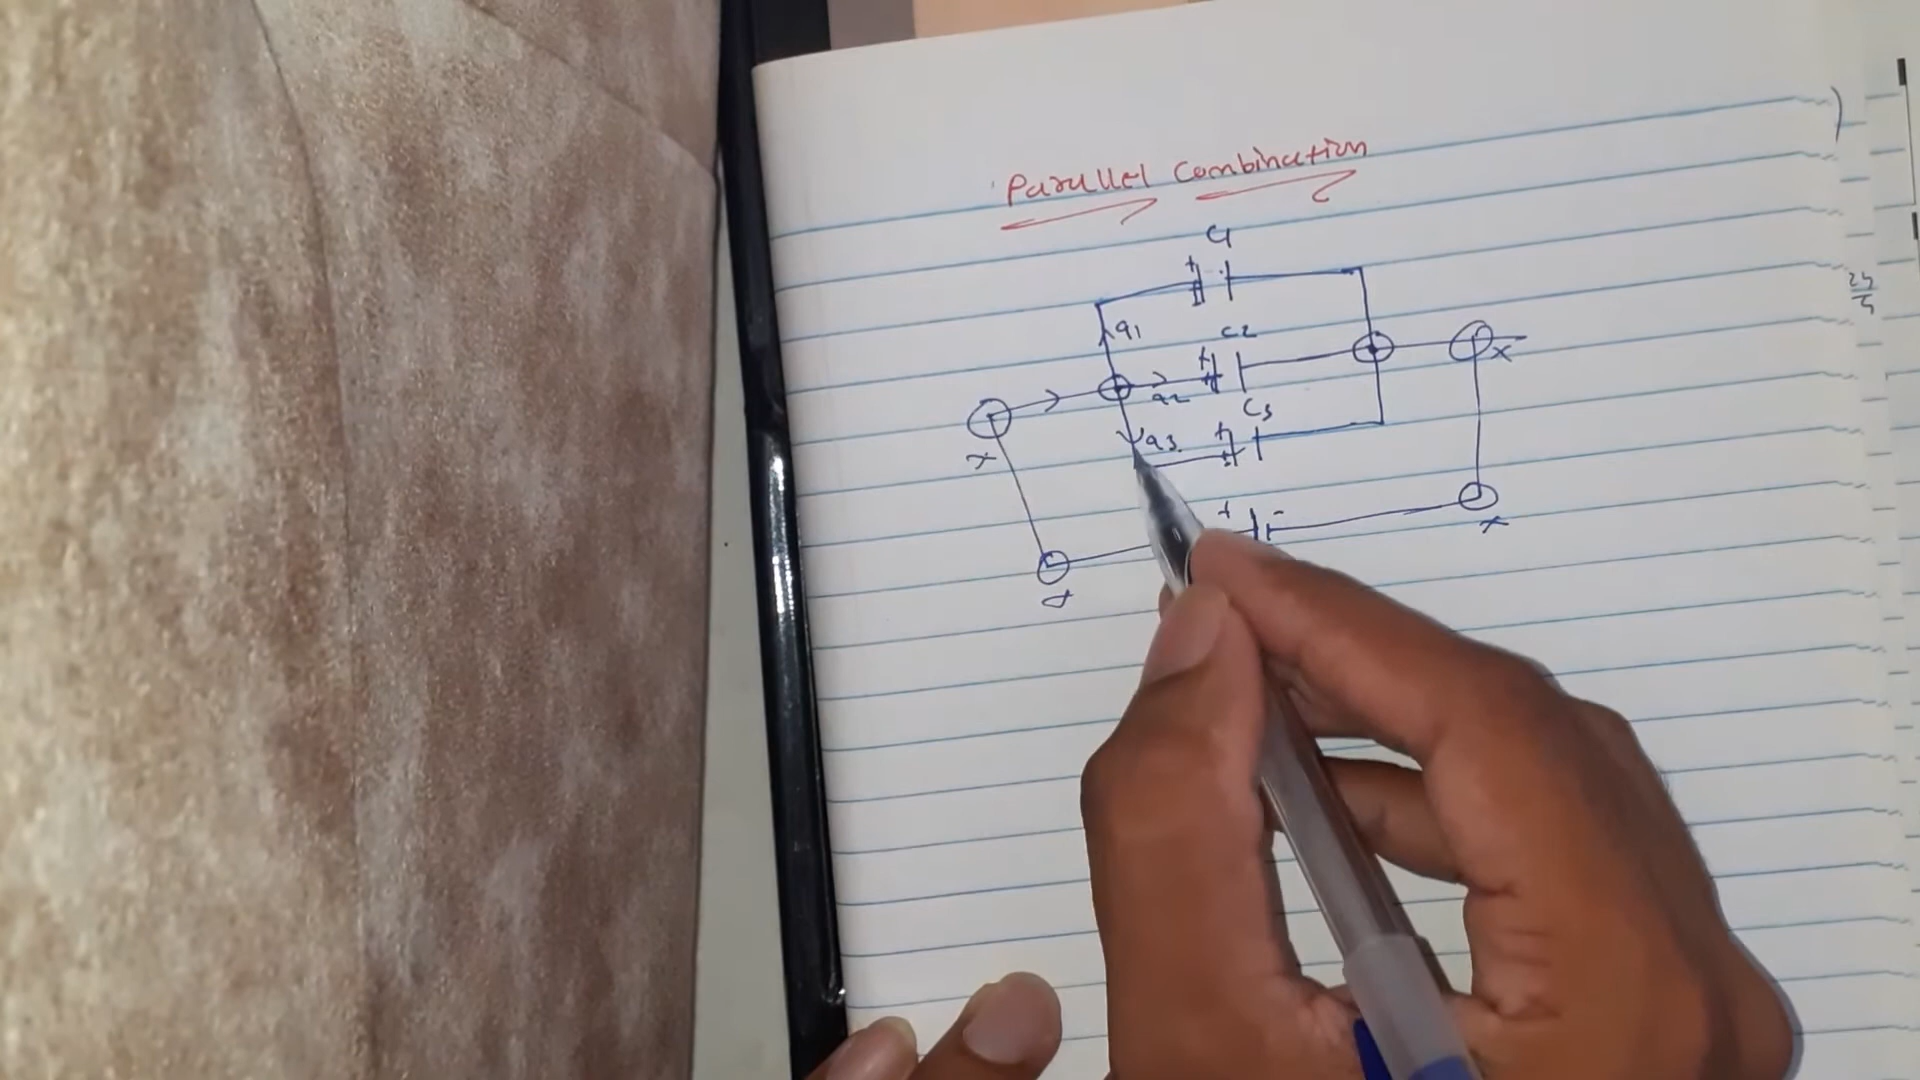 Parallel Combination
C1
+
q1
C2
+
x
q2
C3
+
q3
x
+ -
x